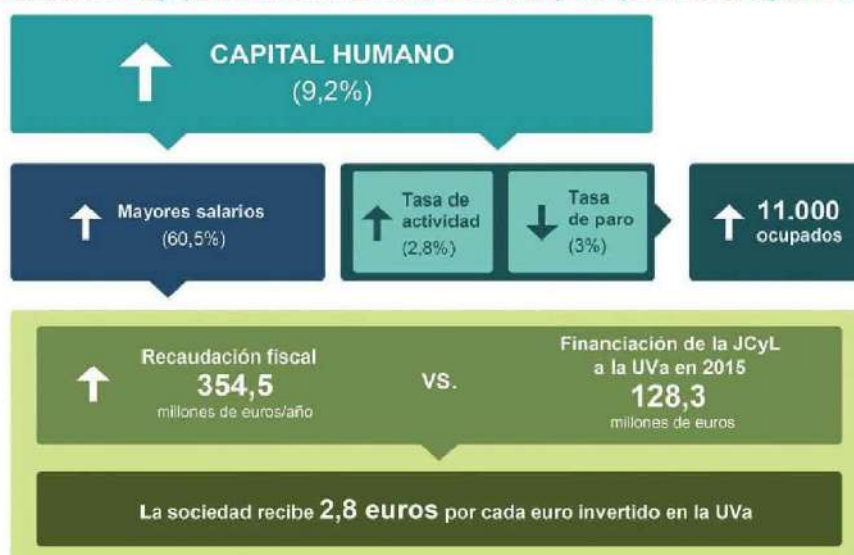 CAPITAL HUMANO
(9,2%)
Mayores salarios
(60,5%)
Tasa de
actividad
(2,8%)
Tasa
de paro
(3%)
11.000
ocupados
Recaudación fiscal
354,5
millones de euros/año
VS.
Financiación de la JCyL
a la UVa en 2015
128,3
millones de euros
La sociedad recibe 2,8 euros por cada euro invertido en la UVa